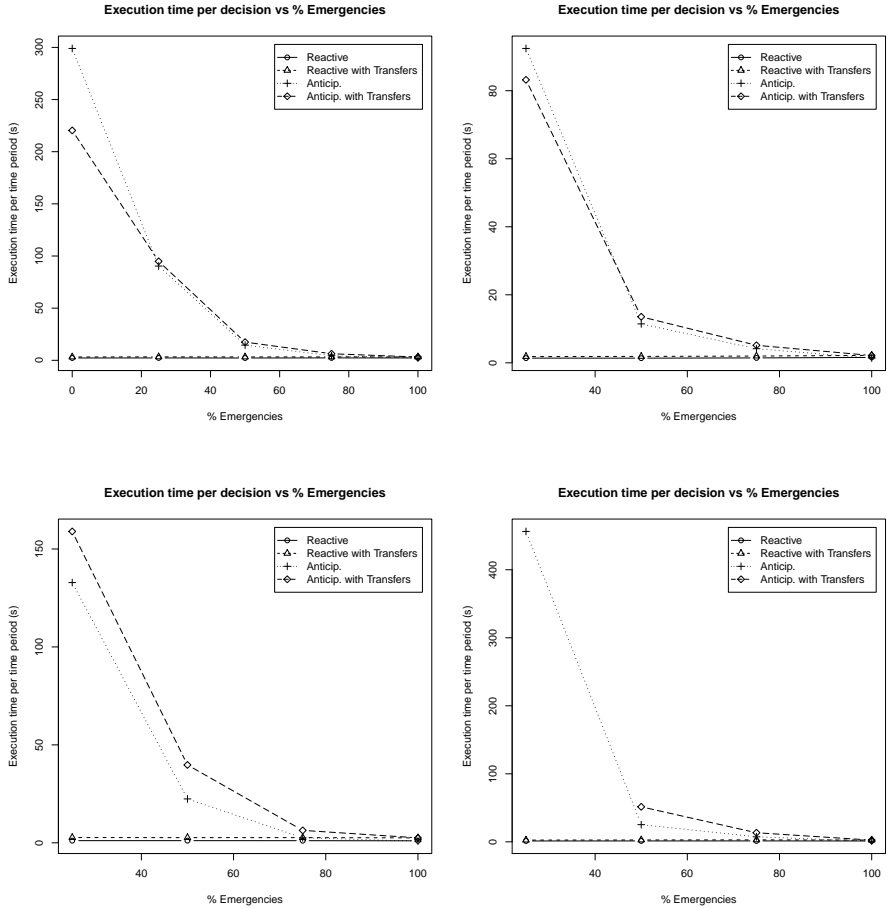 Execution time per decision vs % Emergencies
Execution time per time period (s)
300
250
200
150
100
50
0
Reactive
Reactive with Transfers
Anticip.
Anticip. with Transfers
0 20 40 60 80 100
% Emergencies
Execution time per decision vs % Emergencies
Execution time per time period (s)
80
60
40
20
0
Reactive
Reactive with Transfers
Anticip.
Anticip. with Transfers
40 60 80 100
% Emergencies
Execution time per decision vs % Emergencies
Execution time per time period (s)
150
100
50
0
Reactive
Reactive with Transfers
Anticip.
Anticip. with Transfers
40 60 80 100
% Emergencies
Execution time per decision vs % Emergencies
Execution time per time period (s)
400
300
200
100
0
Reactive
Reactive with Transfers
Anticip.
Anticip. with Transfers
40 60 80 100
% Emergencies